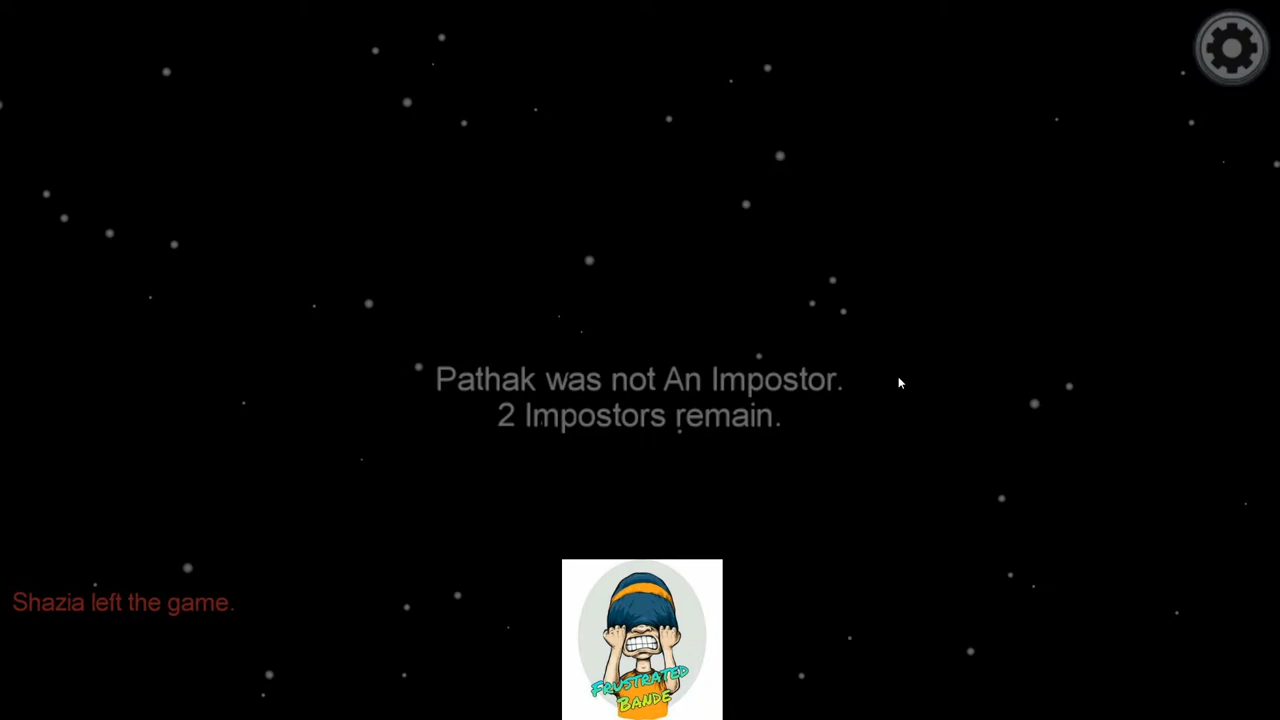 Pathak was not An Impostor.
2 Impostors remain.
Shazia left the game.
FRUSTRATED
BANDE